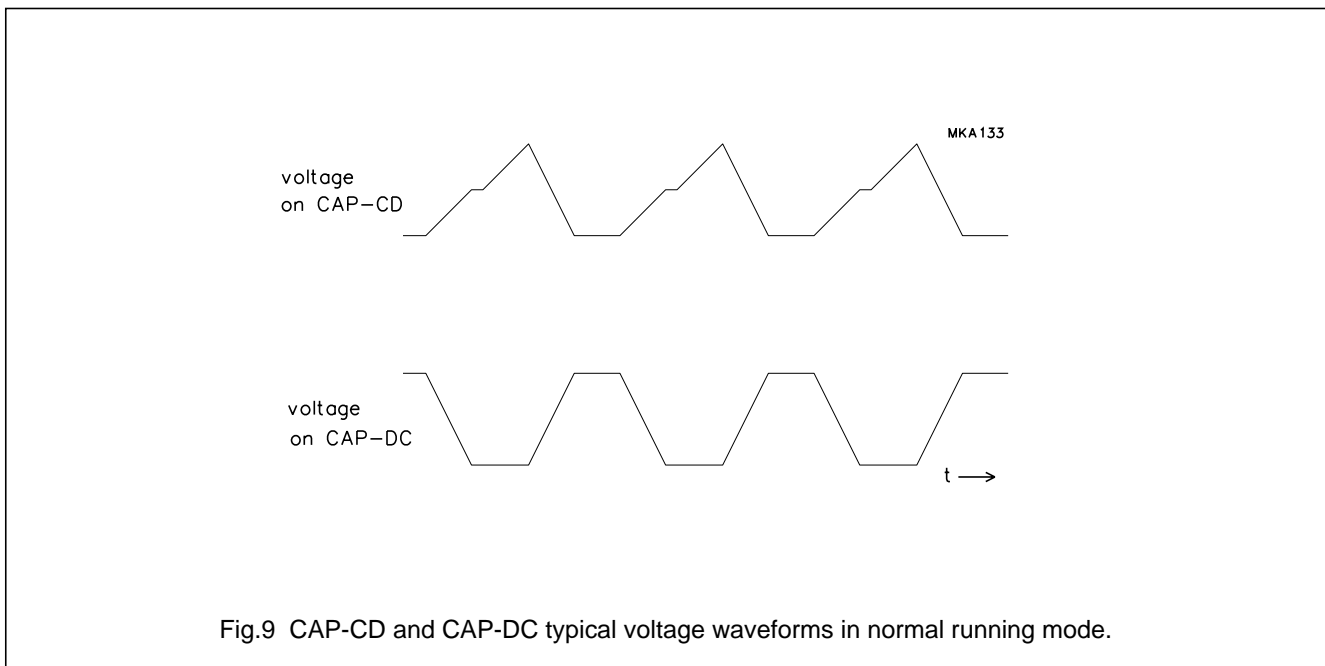 MKA133
voltage
on CAP-CD
voltage
on CAP-DC
t
Fig.9 CAP-CD and CAP-DC typical voltage waveforms in normal running mode.